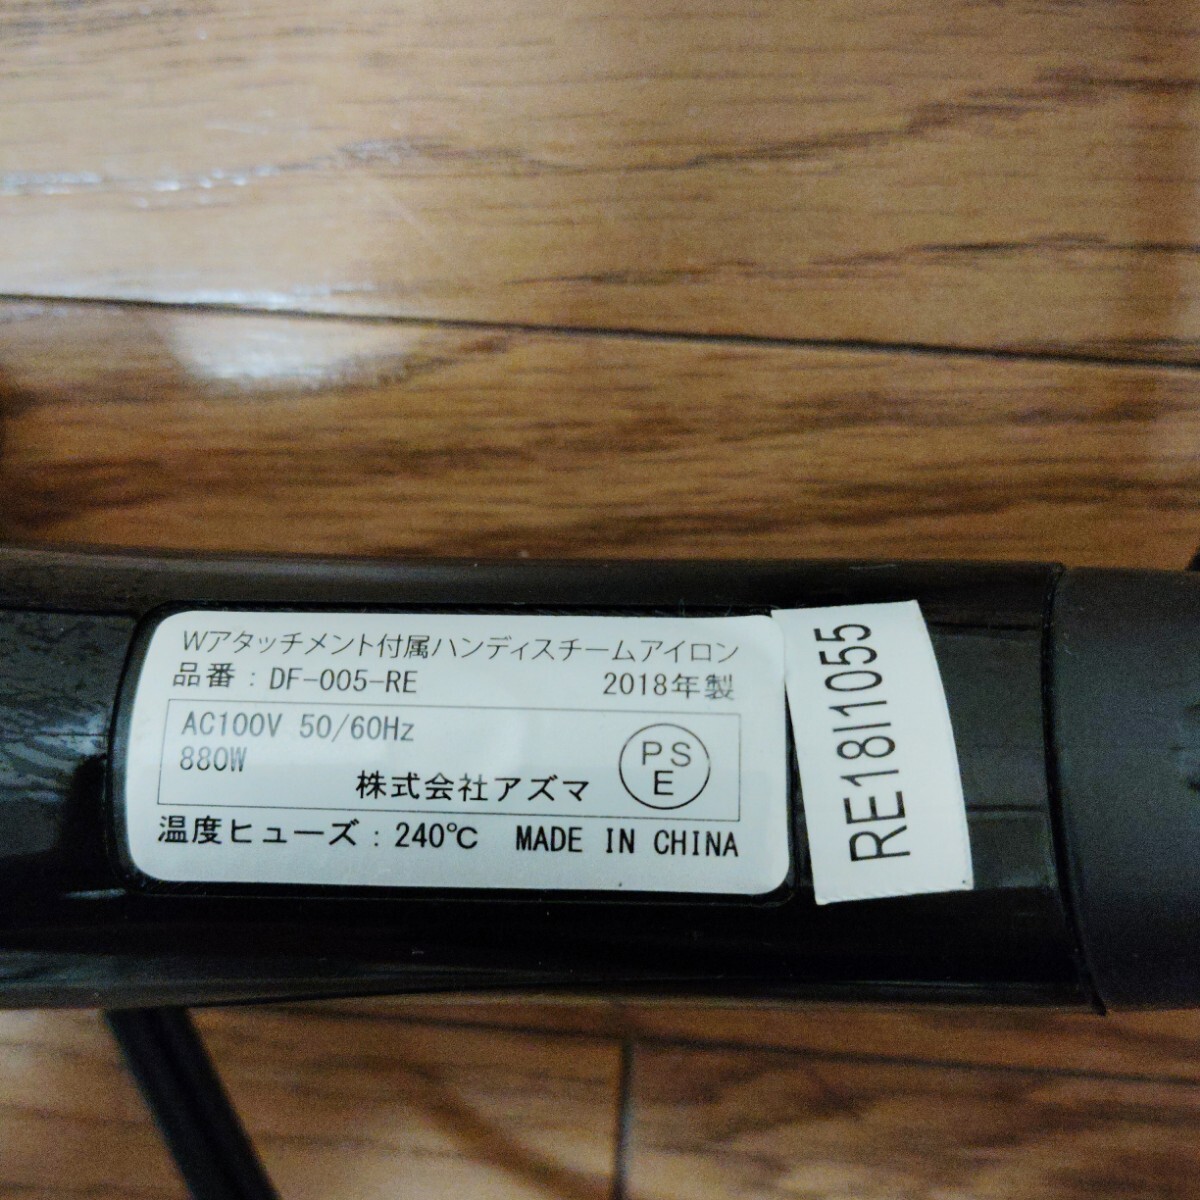 Wアタッチメント付属ハンディスチームアイロン
品番：DF-005-RE 2018年製
AC100V 50/60Hz
880W
株式会社アズマ
PS
E
温度ヒューズ：240℃ MADE IN CHINA
RE18I1055